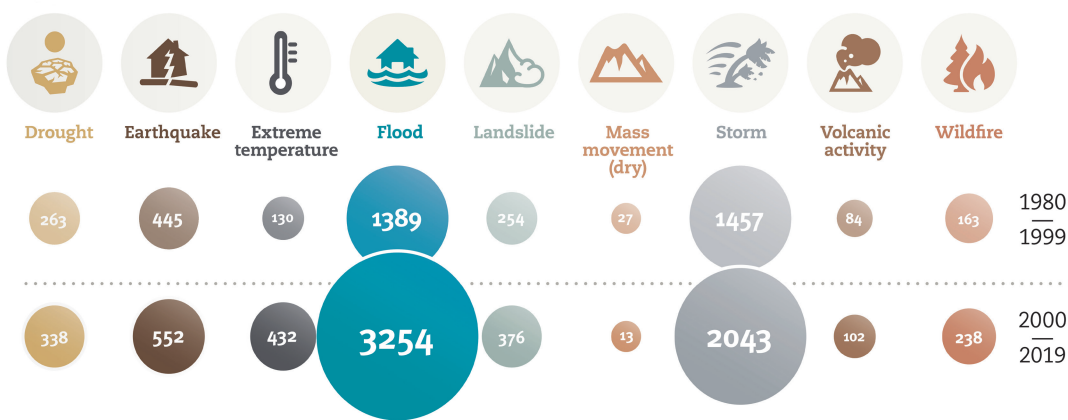 Drought
Earthquake
Extreme
temperature
Flood
Landslide
Mass
movement
(dry)
Storm
Volcanic
activity
Wildfire
263
445
130
1389
254
27
1457
84
163
1980
1999
338
552
432
3254
376
13
2043
102
238
2000
2019